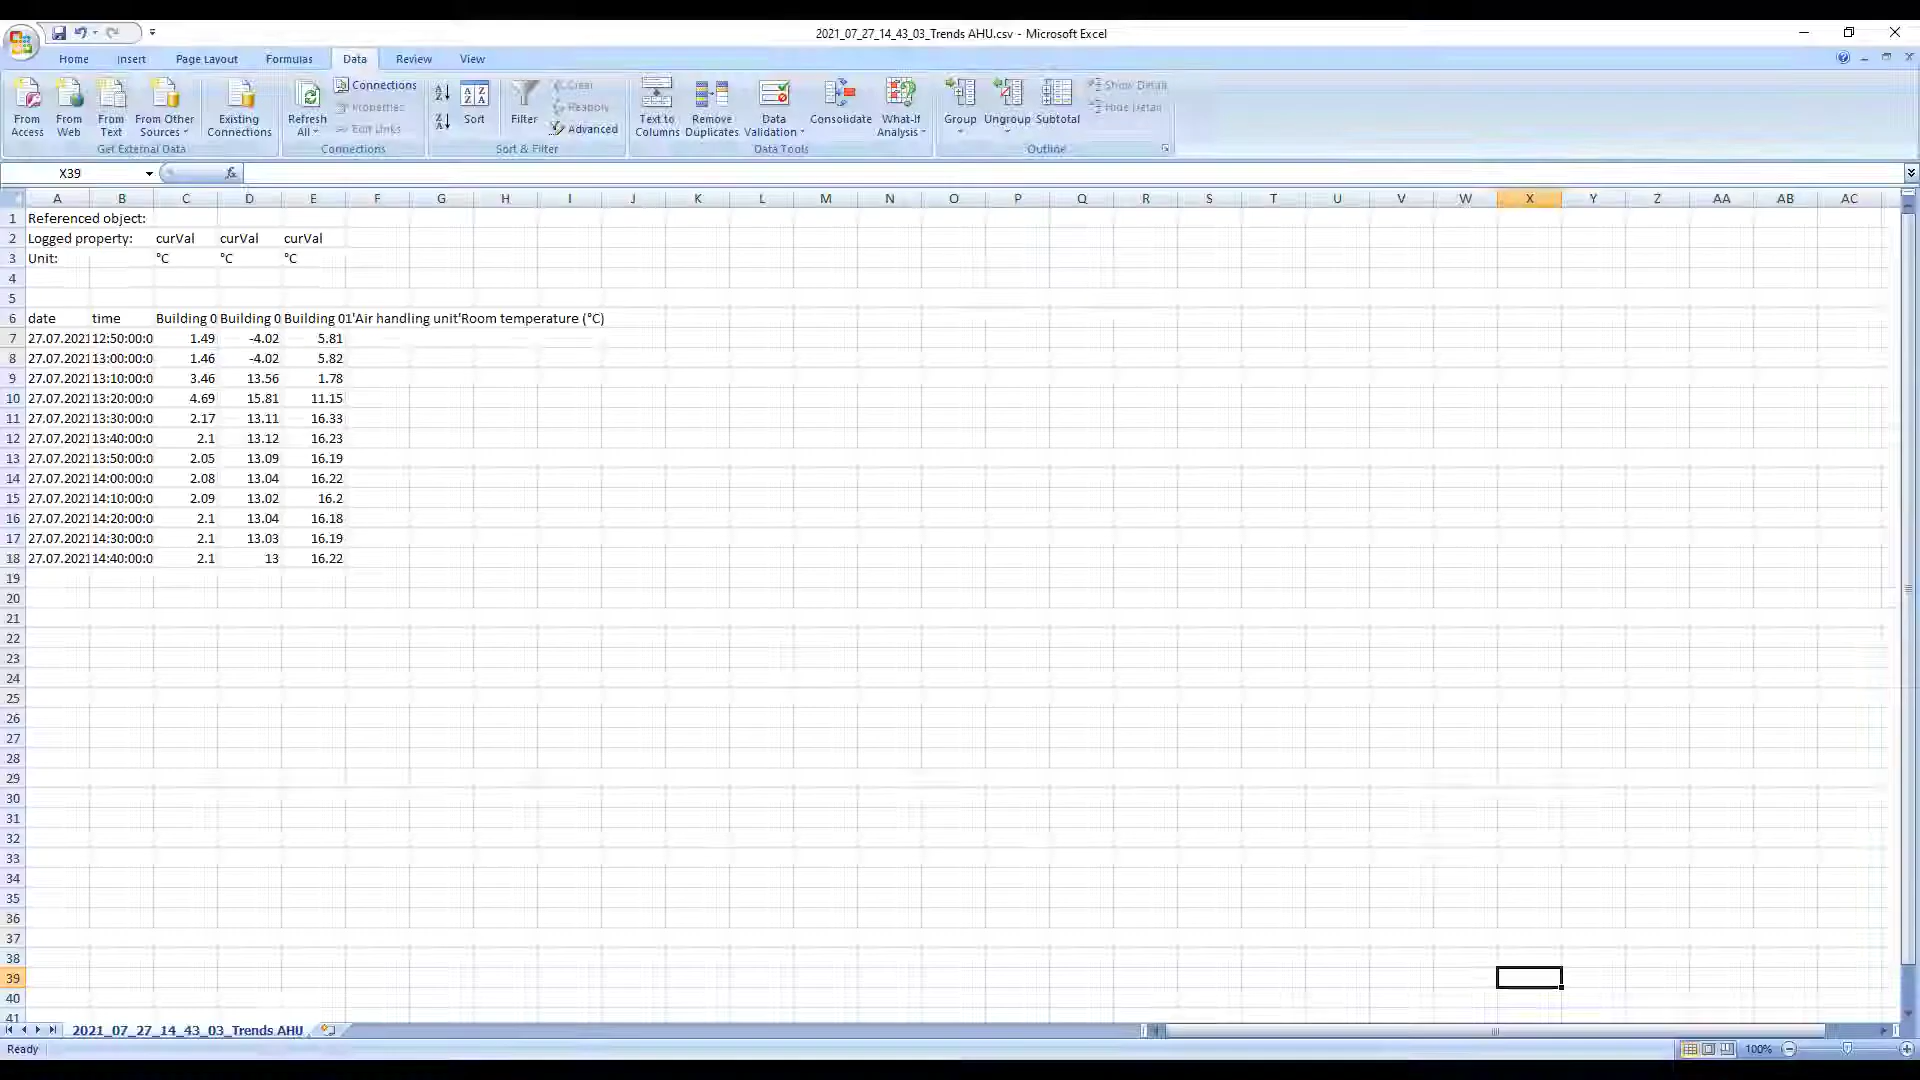 2021_07_27_14_43_03_Trends AHU.csv - Microsoft Excel
Home Insert Page Layout Formulas Data Review View
From Access From Web From Text From Other Sources Existing Connections
Get External Data
Refresh All Connections Properties Edit Links
Connections
Sort Filter Clear Reapply Advanced
Sort & Filter
Text to Columns Remove Duplicates Data Validation Consolidate What-If Analysis
Data Tools
Group Ungroup Subtotal Show Detail Hide Detail
Outline
X39 fx
A B C D E F G H I J K L M N O P Q R S T U V W X Y Z AA AB AC
1 Referenced object:
2 Logged property: curVal curVal curVal
3 Unit: °C °C °C
4
5
6 date time Building 0 Building 0 Building 01'Air handling unit'Room temperature (°C)
7 27.07.2021 12:50:00:0 1.49 -4.02 5.81
8 27.07.2021 13:00:00:0 1.46 -4.02 5.82
9 27.07.2021 13:10:00:0 3.46 13.56 1.78
10 27.07.2021 13:20:00:0 4.69 15.81 11.15
11 27.07.2021 13:30:00:0 2.17 13.11 16.33
12 27.07.2021 13:40:00:0 2.1 13.12 16.23
13 27.07.2021 13:50:00:0 2.05 13.09 16.19
14 27.07.2021 14:00:00:0 2.08 13.04 16.22
15 27.07.2021 14:10:00:0 2.09 13.02 16.2
16 27.07.2021 14:20:00:0 2.1 13.04 16.18
17 27.07.2021 14:30:00:0 2.1 13.03 16.19
18 27.07.2021 14:40:00:0 2.1 13 16.22
19
20
21
22
23
24
25
26
27
28
29
30
31
32
33
34
35
36
37
38
39
40
41
2021_07_27_14_43_03_Trends AHU
Ready 100%